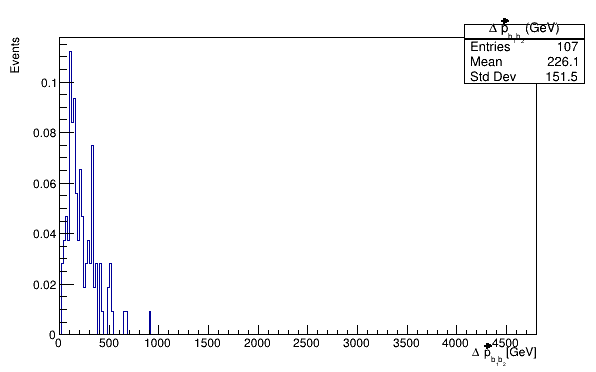 Δ p⃗ b₁b₂ (GeV)
Entries 107
Mean 226.1
Std Dev 151.5
Events
0.1
0.08
0.06
0.04
0.02
0
0 500 1000 1500 2000 2500 3000 3500 4000 4500
Δ p⃗ b₁b₂ [GeV]